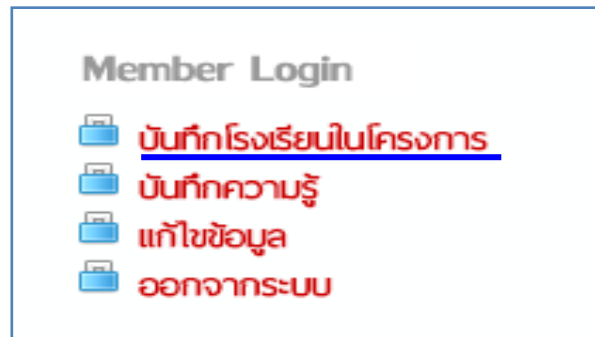 Member Login
บันทึกโรงเรียนในโครงการ
บันทึกความรู้
แก้ไขข้อมูล
ออกจากระบบ